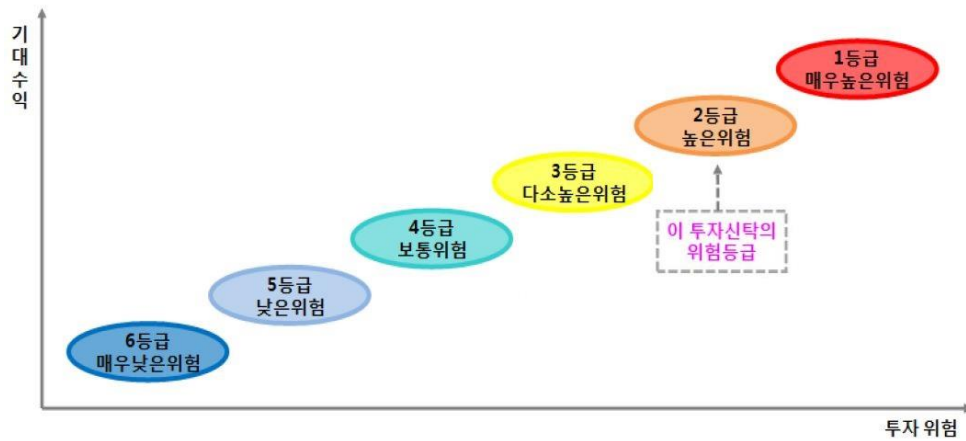 기
대
수
익
1등급
매우높은위험
2등급
높은위험
3등급
다소높은위험
이 투자신탁의
위험등급
4등급
보통위험
5등급
낮은위험
6등급
매우낮은위험
투자 위험